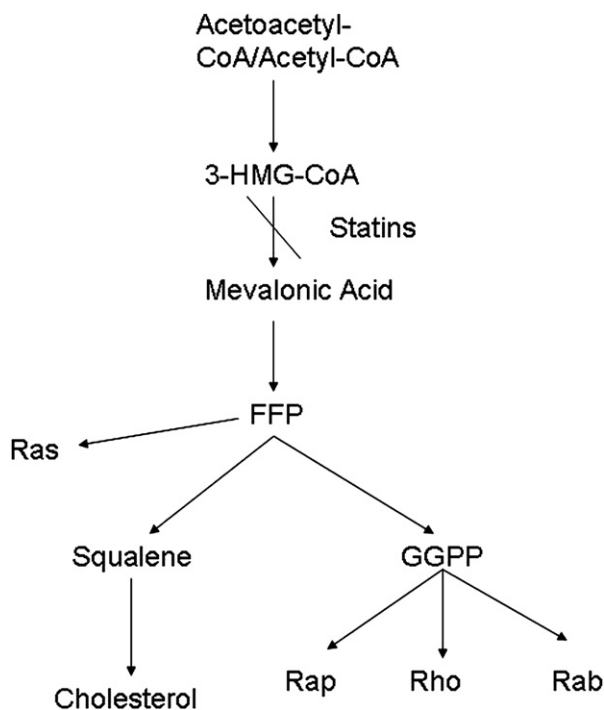 Acetoacetyl-
CoA/Acetyl-CoA
3-HMG-CoA
Statins
Mevalonic Acid
FFP
Ras
Squalene
GGPP
Rap
Rho
Rab
Cholesterol